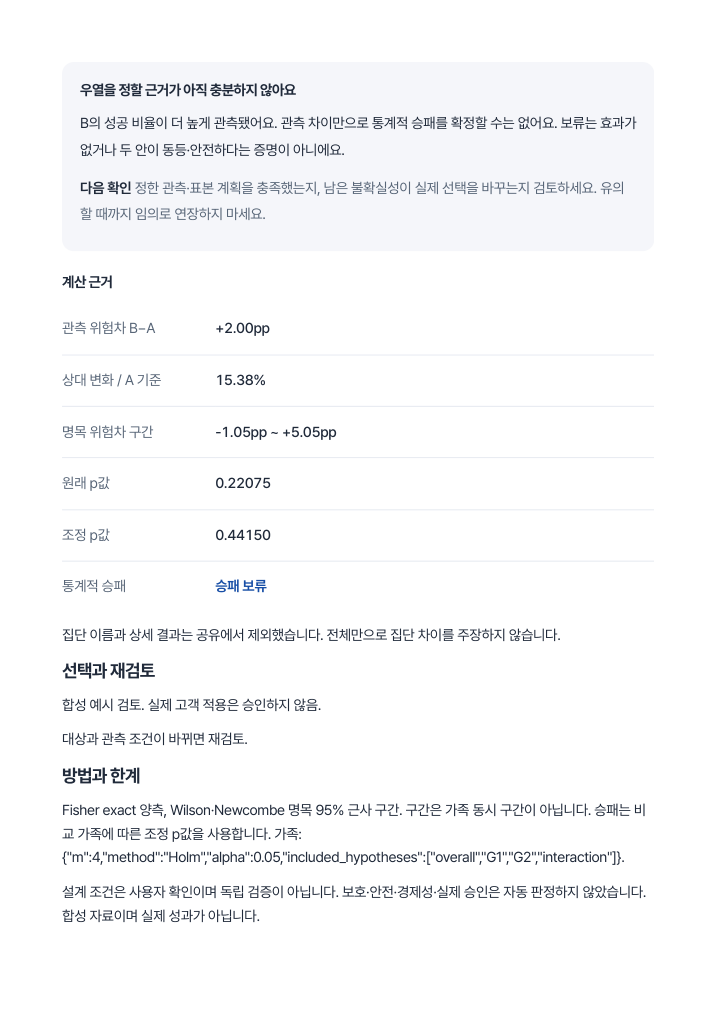 우열을 정할 근거가 아직 충분하지 않아요
B의 성공 비율이 더 높게 관측됐어요. 관측 차이만으로 통계적 승패를 확정할 수는 없어요. 보류는 효과가
없거나 두 안이 동등·안전하다는 증명이 아니에요.
다음 확인 정한 관측·표본 계획을 충족했는지, 남은 불확실성이 실제 선택을 바꾸는지 검토하세요. 유의
할 때까지 임의로 연장하지 마세요.
계산 근거
관측 위험차 B−A +2.00pp
상대 변화 / A 기준 15.38%
명목 위험차 구간 -1.05pp ~ +5.05pp
원래 p값 0.22075
조정 p값 0.44150
통계적 승패 승패 보류
집단 이름과 상세 결과는 공유에서 제외했습니다. 전체만으로 집단 차이를 주장하지 않습니다.
선택과 재검토
합성 예시 검토. 실제 고객 적용은 승인하지 않음.
대상과 관측 조건이 바뀌면 재검토.
방법과 한계
Fisher exact 양측, Wilson·Newcombe 명목 95% 근사 구간. 구간은 가족 동시 구간이 아닙니다. 승패는 비
교 가족에 따른 조정 p값을 사용합니다. 가족:
{"m":4,"method":"Holm","alpha":0.05,"included_hypotheses":["overall","G1","G2","interaction"]}.
설계 조건은 사용자 확인이며 독립 검증이 아닙니다. 보호·안전·경제성·실제 승인은 자동 판정하지 않았습니다.
합성 자료이며 실제 성과가 아닙니다.